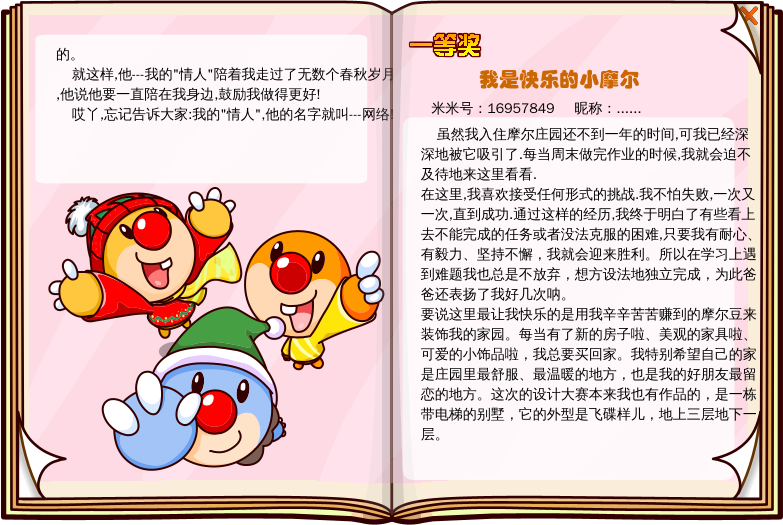 的。
就这样,他---我的"情人"陪着我走过了无数个春秋岁月
,他说他要一直陪在我身边,鼓励我做得更好!
哎丫,忘记告诉大家:我的"情人",他的名字就叫---网络!
一等奖
我是快乐的小摩尔
米米号：16957849 昵称：......
虽然我入住摩尔庄园还不到一年的时间,可我已经深
深地被它吸引了.每当周末做完作业的时候,我就会迫不
及待地来这里看看.
在这里,我喜欢接受任何形式的挑战.我不怕失败,一次又
一次,直到成功.通过这样的经历,我终于明白了有些看上
去不能完成的任务或者没法克服的困难,只要我有耐心、
有毅力、坚持不懈，我就会迎来胜利。所以在学习上遇
到难题我也总是不放弃，想方设法地独立完成，为此爸
爸还表扬了我好几次呐。
要说这里最让我快乐的是用我辛辛苦苦赚到的摩尔豆来
装饰我的家园。每当有了新的房子啦、美观的家具啦、
可爱的小饰品啦，我总要买回家。我特别希望自己的家
是庄园里最舒服、最温暖的地方，也是我的好朋友最留
恋的地方。这次的设计大赛本来我也有作品的，是一栋
带电梯的别墅，它的外型是飞碟样儿，地上三层地下一
层。